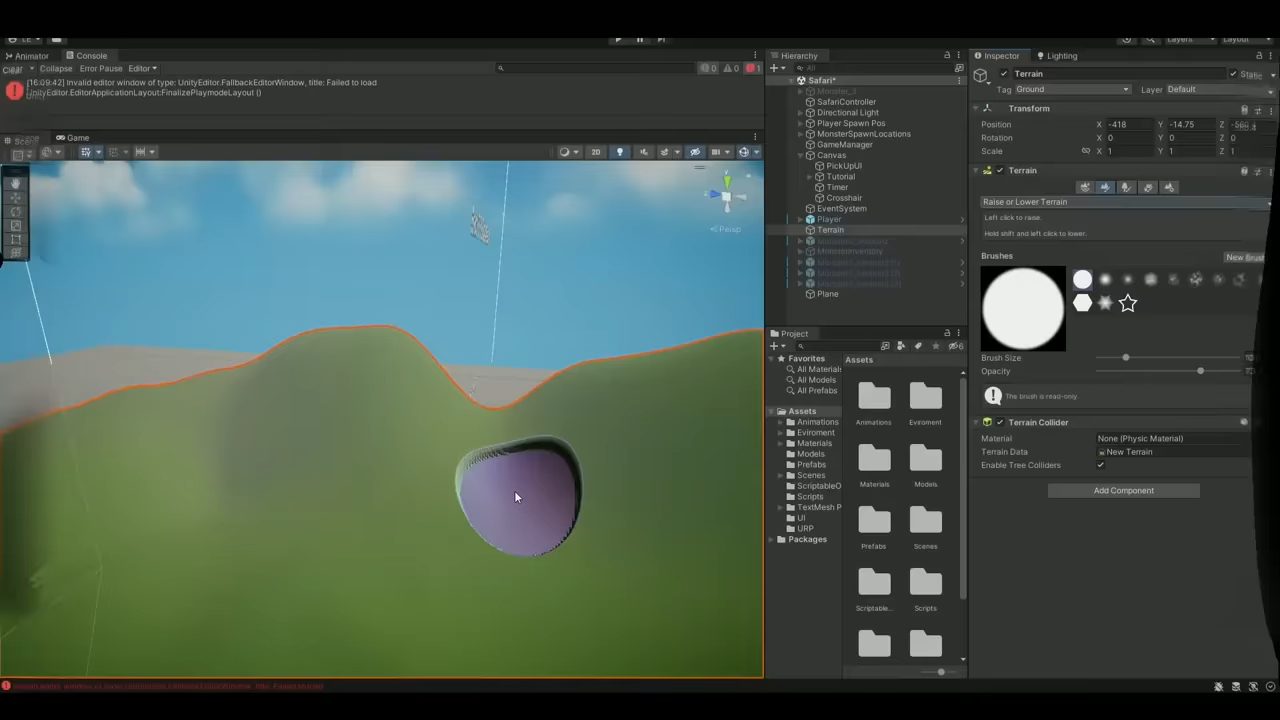 Animator
Console
Clear
Collapse
Error Pause
Editor
0
0
1
[16:09:42] Invalid editor window of type: UnityEditor.FallbackEditorWindow, title: Failed to load
UnityEditor.EditorApplicationLayout:FinalizePlaymodeLayout ()
Game
2D
Persp
Hierarchy
Safari*
SafariController
Directional Light
Player Spawn Pos
MonsterSpawnLocations
GameManager
Canvas
PickUpUI
Tutorial
Timer
Crosshair
EventSystem
Player
Terrain
MonsterInventory
Plane
Project
Favorites
All Materials
All Models
All Prefabs
Assets
Animations
Eviroment
Materials
Models
Prefabs
Scenes
ScriptableO
Scripts
TextMesh P
UI
URP
Packages
Assets
Animations
Eviroment
Materials
Models
Prefabs
Scenes
Scriptable...
Scripts
Inspector
Lighting
Terrain
Static
Tag
Ground
Layer
Default
Transform
Position
X
-418
Y
-14.75
Z
Rotation
X
0
Y
0
Z
0
Scale
X
1
Y
1
Z
1
Terrain
Raise or Lower Terrain
Left click to raise.
Hold shift and left click to lower.
Brushes
New Brush
Brush Size
Opacity
The brush is read-only.
Terrain Collider
Material
None (Physic Material)
Terrain Data
New Terrain
Enable Tree Colliders
Add Component